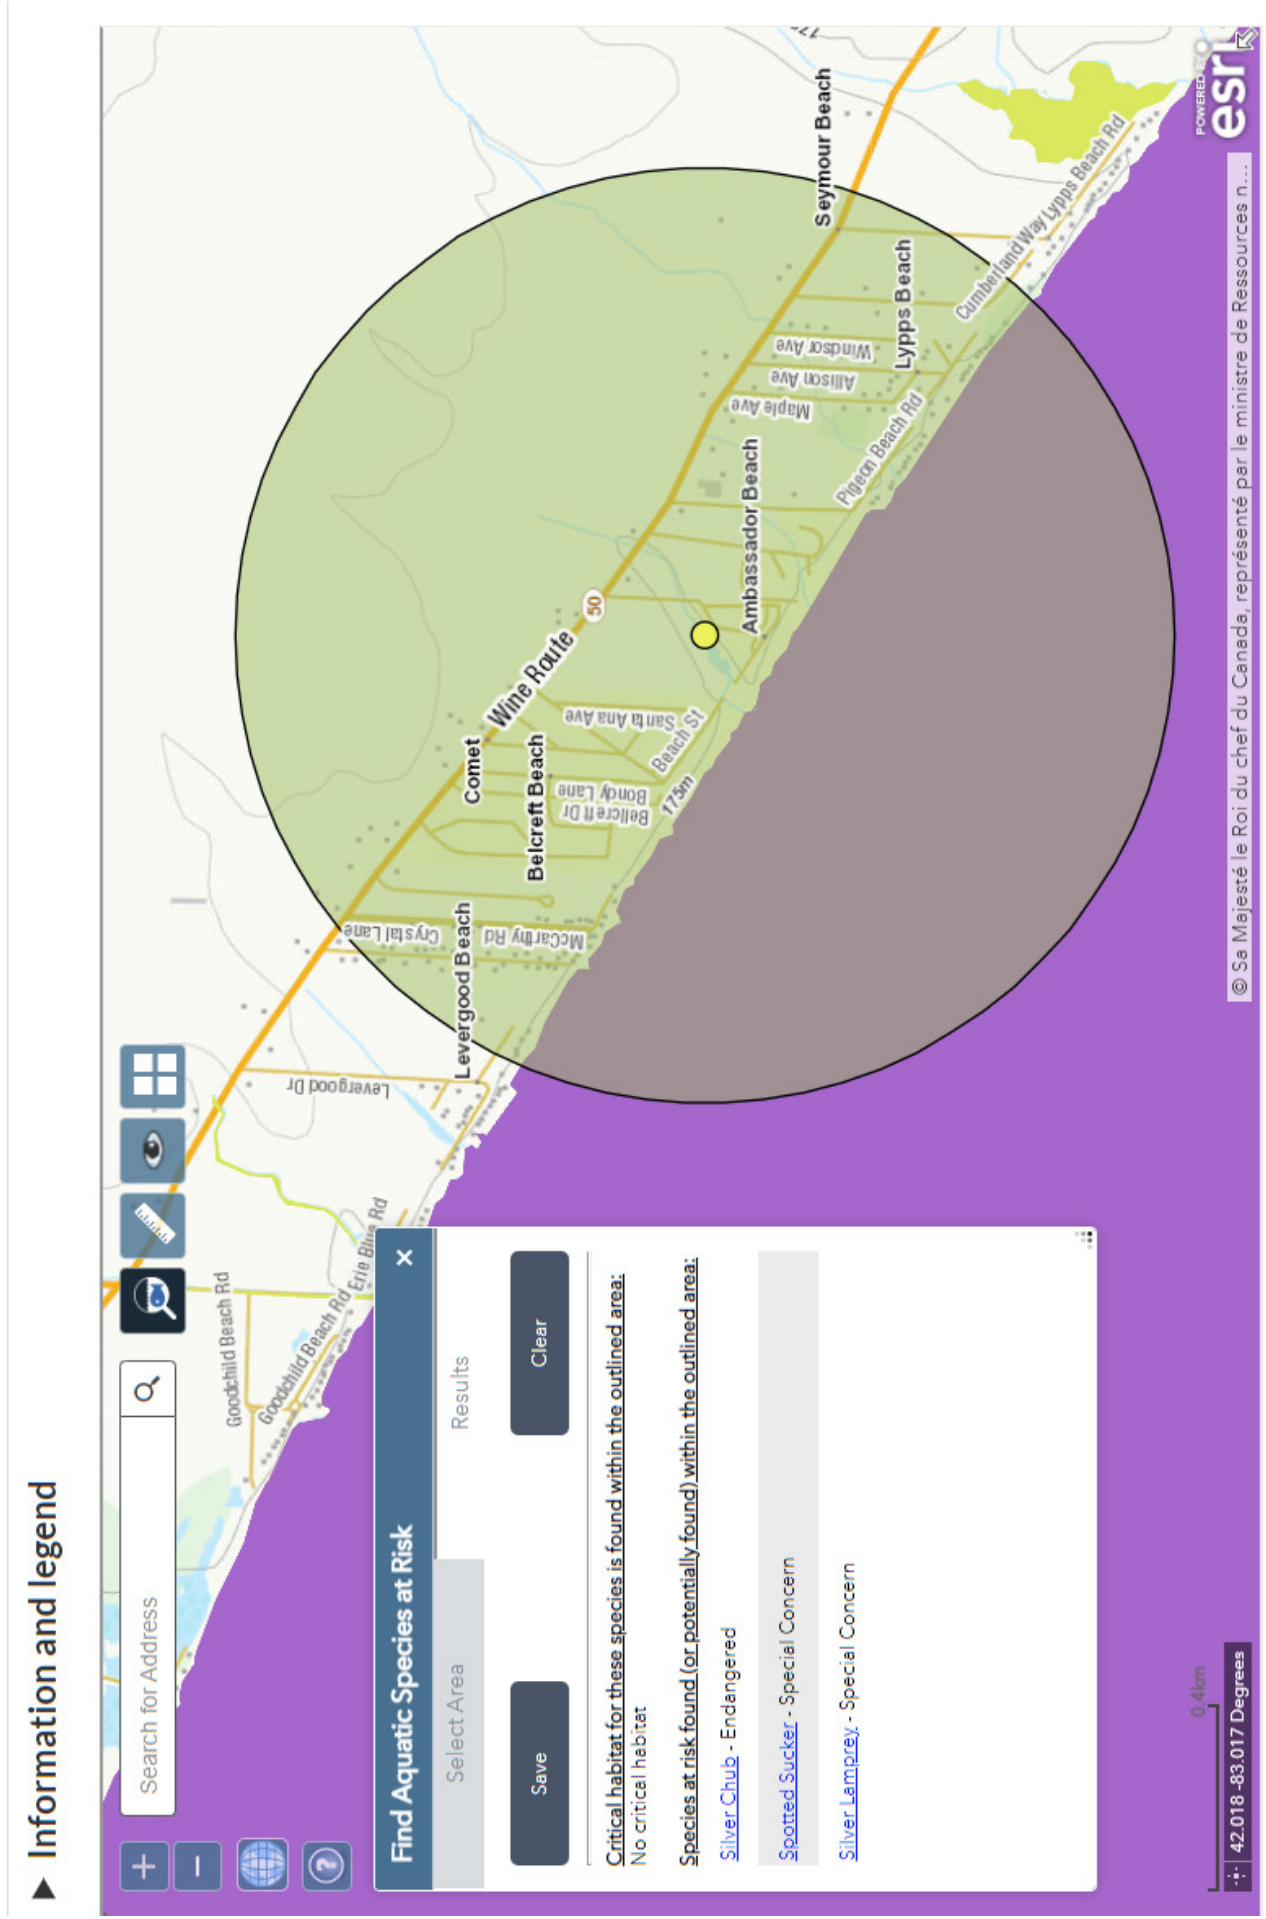 Information and legend
Search for Address
Find Aquatic Species at Risk
Select Area
Results
Save
Clear
Critical habitat for these species is found within the outlined area:
No critical habitat
Species at risk found (or potentially found) within the outlined area:
Silver Chub - Endangered
Spotted Sucker - Special Concern
Silver Lamprey - Special Concern
Goodchild Beach Rd
Goodchild Beach Rd
Erie Blue Rd
Levergood Dr
Levergood Beach
Crystal Lane
McCarthy Rd
Comet
Belcreft Beach
Bellcreft Dr
Bondy Lane
175m
Beach St
Santa Ana Ave
Wine Route
50
Ambassador Beach
Pigeon Beach Rd
Maple Ave
Allison Ave
Windsor Ave
Lypps Beach
Seymour Beach
Cumberland Way
Lypps Beach Rd
0.4km
42.018 -83.017 Degrees
© Sa Majesté le Roi du chef du Canada, représenté par le ministre de Ressources n...
POWERED BY
esri